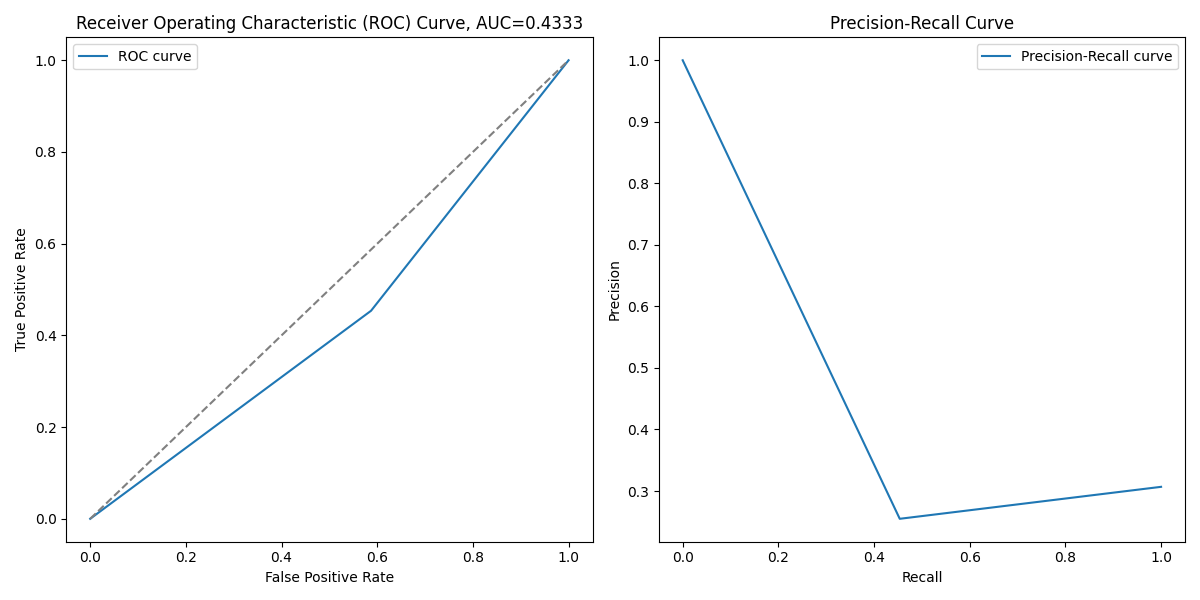 Receiver Operating Characteristic (ROC) Curve, AUC=0.4333
ROC curve
1.0
0.8
0.6
0.4
0.2
0.0
True Positive Rate
0.0 0.2 0.4 0.6 0.8 1.0
False Positive Rate
Precision-Recall Curve
Precision-Recall curve
1.0
0.9
0.8
0.7
0.6
0.5
0.4
0.3
Precision
0.0 0.2 0.4 0.6 0.8 1.0
Recall